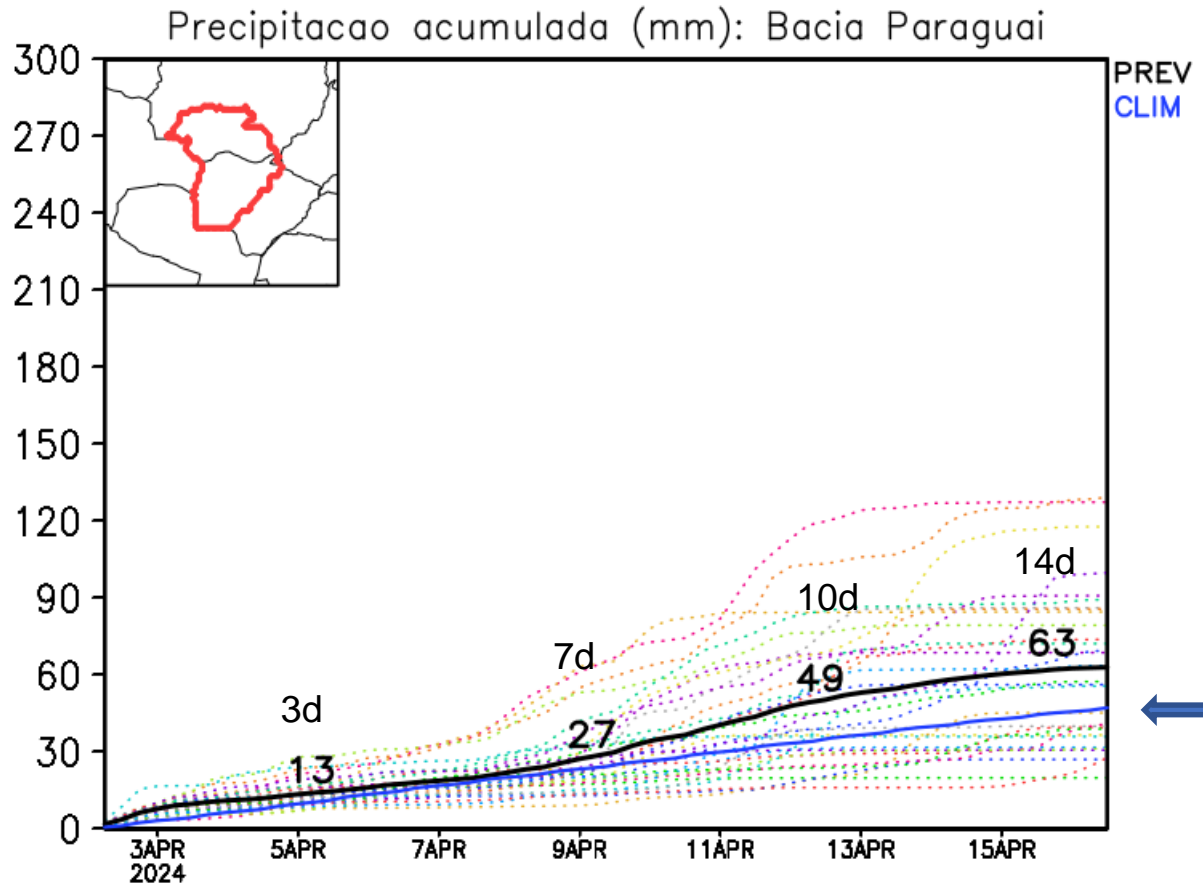 Precipitacao acumulada (mm): Bacia Paraguai
PREV
CLIM
300
270
240
210
180
150
120
90
60
30
0
3d
7d
10d
14d
13
27
49
63
3APR
2024
5APR
7APR
9APR
11APR
13APR
15APR